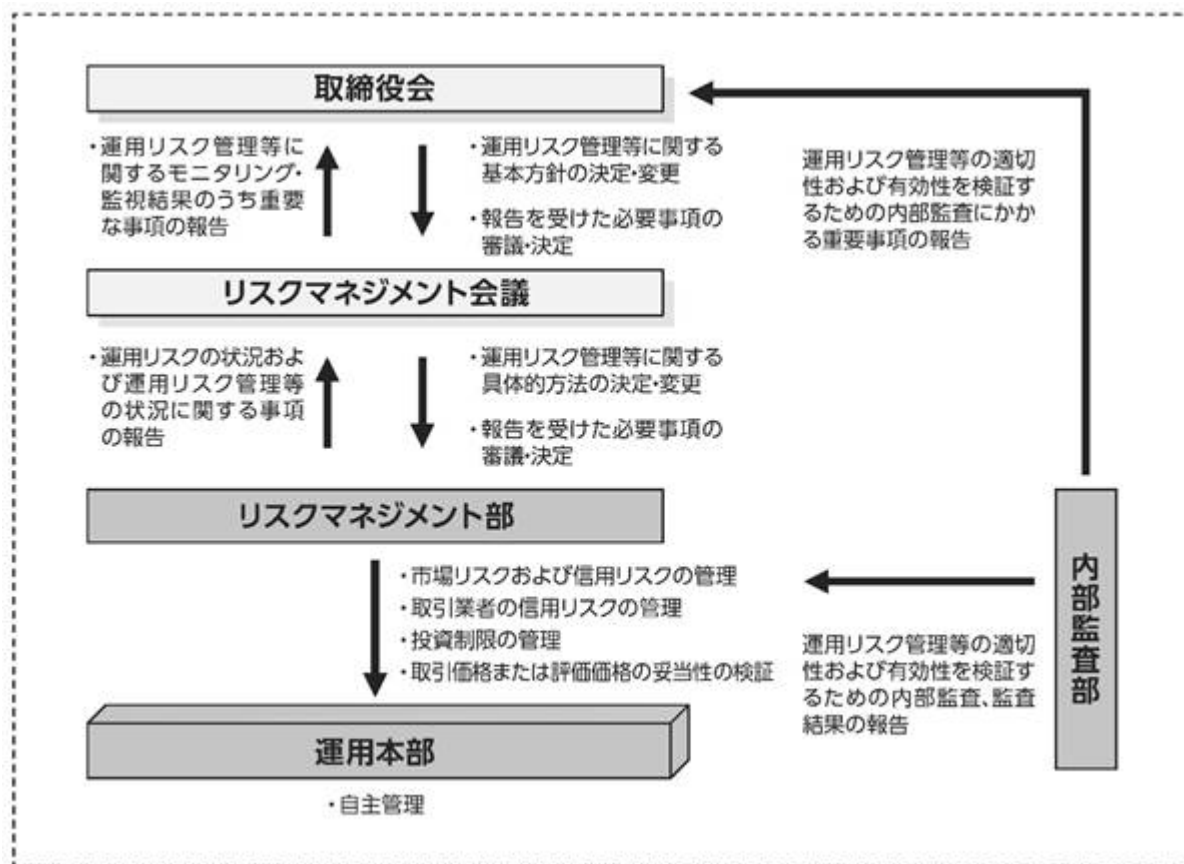 取締役会
・運用リスク管理等に
関するモニタリング・
監視結果のうち重要
な事項の報告
・運用リスク管理等に関する
基本方針の決定・変更
・報告を受けた必要事項の
審議・決定
運用リスク管理等の適切
性および有効性を検証す
るための内部監査にかか
る重要事項の報告
リスクマネジメント会議
・運用リスクの状況およ
び運用リスク管理等
の状況に関する事項
の報告
・運用リスク管理等に関する
具体的方法の決定・変更
・報告を受けた必要事項の
審議・決定
リスクマネジメント部
・市場リスクおよび信用リスクの管理
・取引業者の信用リスクの管理
・投資制限の管理
・取引価格または評価価格の妥当性の検証
運用リスク管理等の適切
性および有効性を検証す
るための内部監査、監査
結果の報告
内部監査部
運用本部
・自主管理